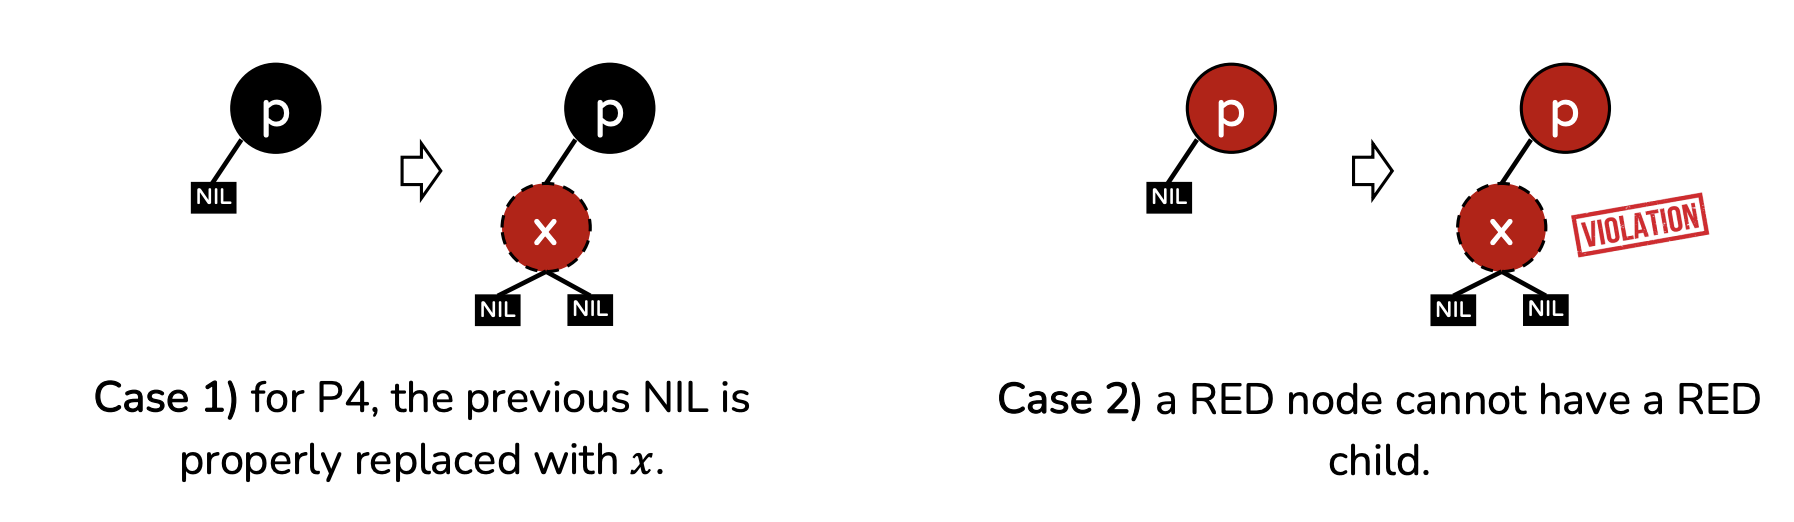 p
NIL
p
x
NIL
NIL
Case 1) for P4, the previous NIL is
properly replaced with x.
p
NIL
p
x
VIOLATION
NIL
NIL
Case 2) a RED node cannot have a RED
child.